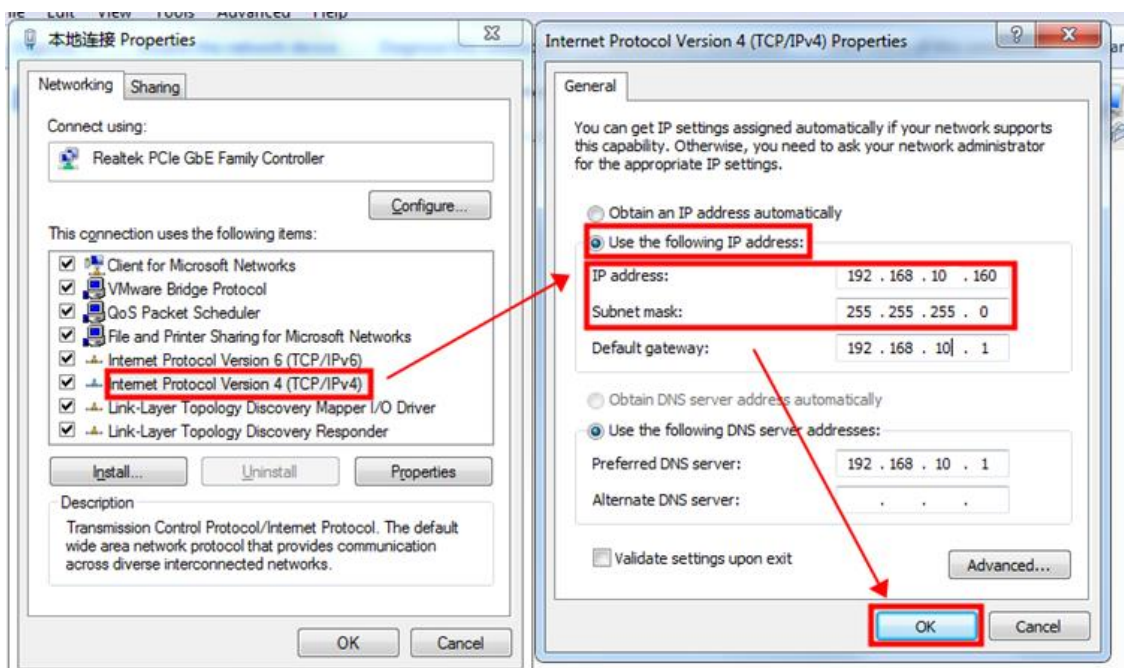 Edit View Tools Advanced Help
本地连接 Properties
Networking
Sharing
Connect using:
Realtek PCIe GbE Family Controller
Configure...
This connection uses the following items:
Client for Microsoft Networks
VMware Bridge Protocol
QoS Packet Scheduler
File and Printer Sharing for Microsoft Networks
Internet Protocol Version 6 (TCP/IPv6)
Internet Protocol Version 4 (TCP/IPv4)
Link-Layer Topology Discovery Mapper I/O Driver
Link-Layer Topology Discovery Responder
Install...
Uninstall
Properties
Description
Transmission Control Protocol/Internet Protocol. The default
wide area network protocol that provides communication
across diverse interconnected networks.
OK
Cancel
Internet Protocol Version 4 (TCP/IPv4) Properties
General
You can get IP settings assigned automatically if your network supports
this capability. Otherwise, you need to ask your network administrator
for the appropriate IP settings.
Obtain an IP address automatically
Use the following IP address:
IP address: 192 . 168 . 10 . 160
Subnet mask: 255 . 255 . 255 . 0
Default gateway: 192 . 168 . 10 . 1
Obtain DNS server address automatically
Use the following DNS server addresses:
Preferred DNS server: 192 . 168 . 10 . 1
Alternate DNS server: . . .
Validate settings upon exit
Advanced...
OK
Cancel